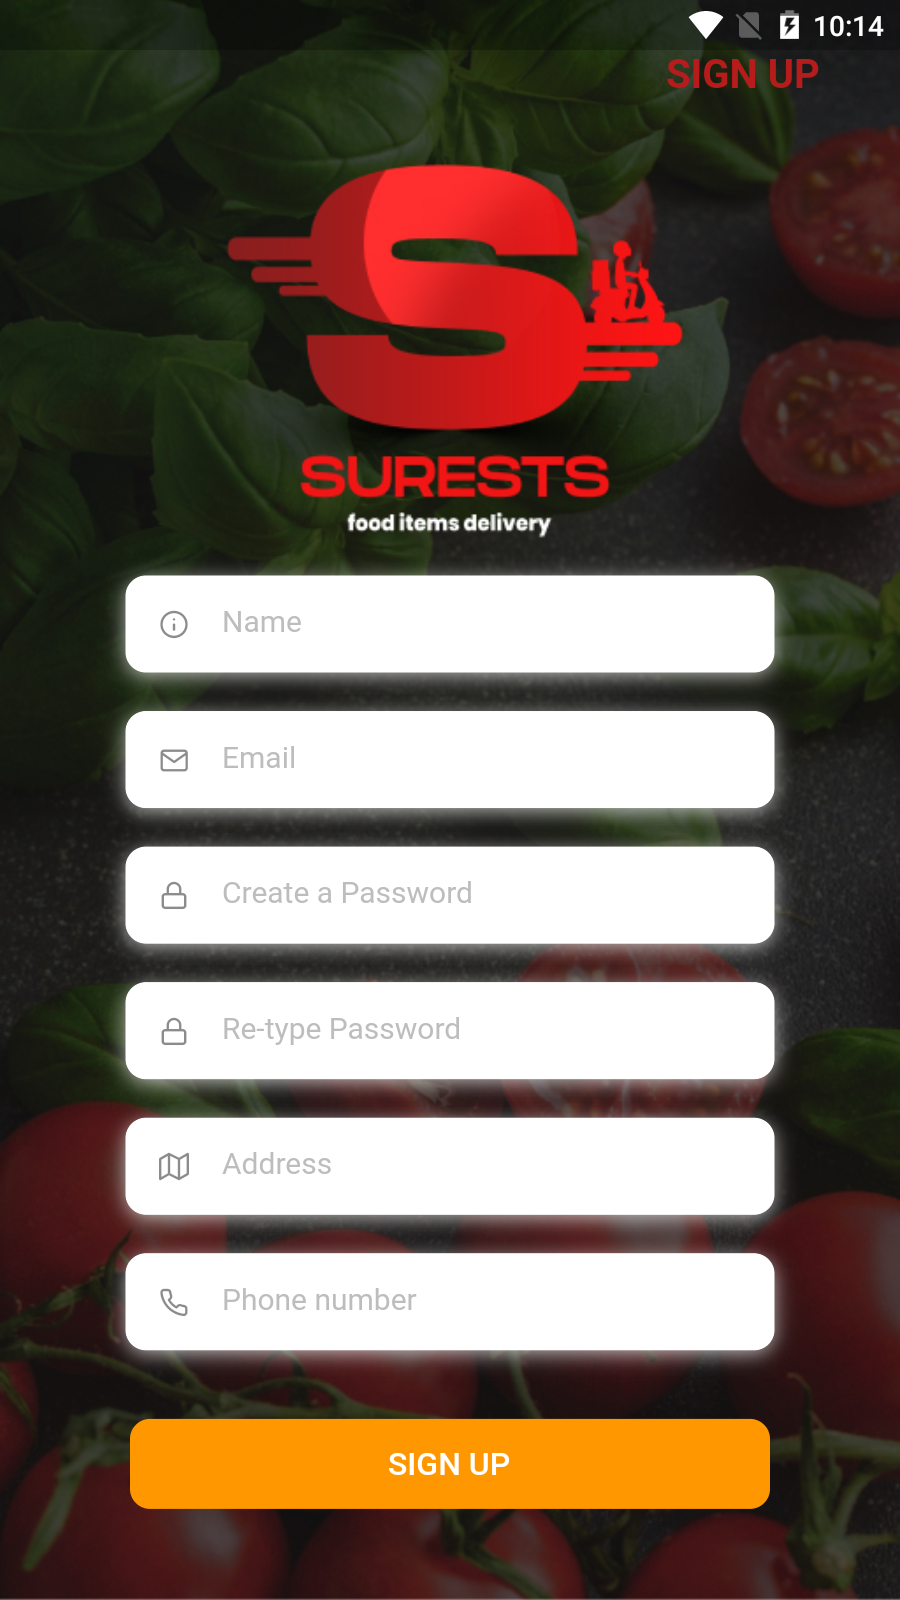 10:14
SIGN UP
SURESTS
food items delivery
Name
Email
Create a Password
Re-type Password
Address
Phone number
SIGN UP